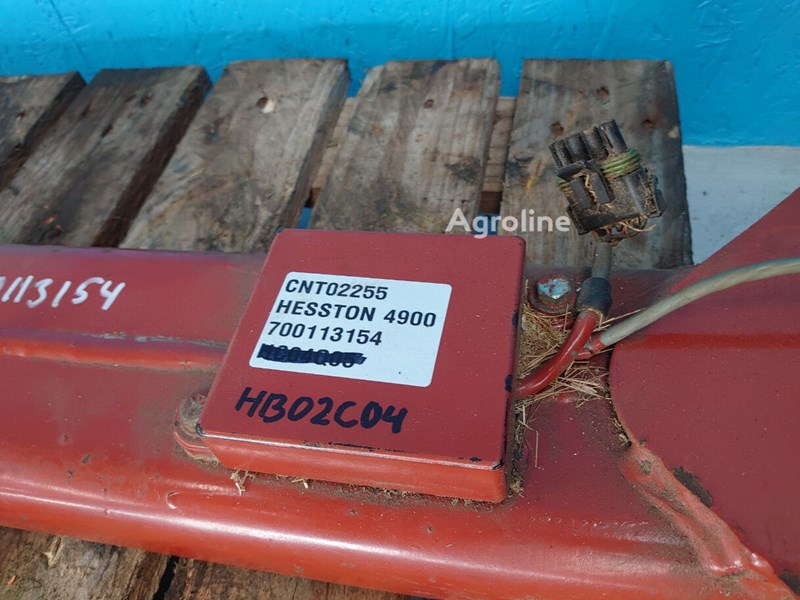 Agroline
113154
CNT02255
HESSTON 4900
700113154
HB02C04